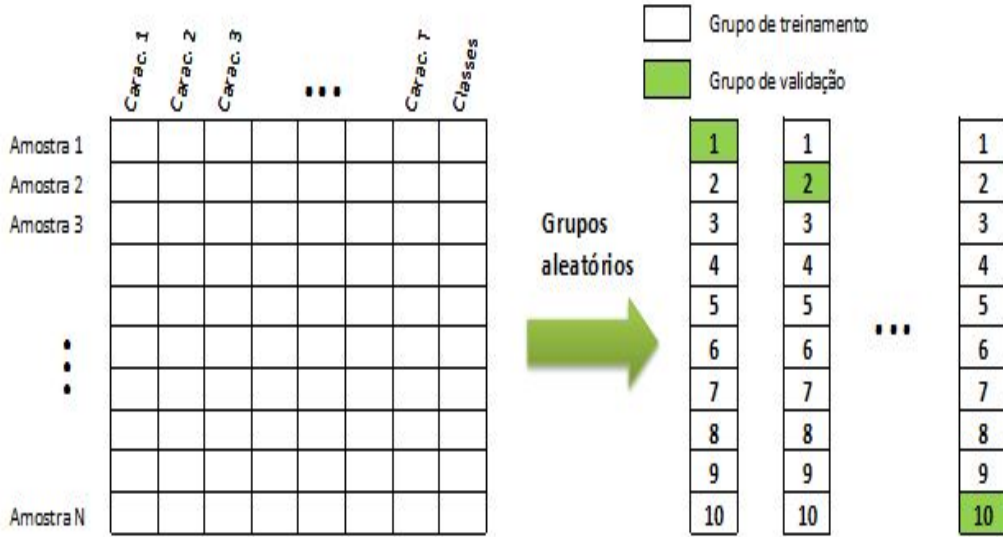 Carac. 1
Carac. 2
Carac. 3
...
Carac. T
Classes
Amostra 1
Amostra 2
Amostra 3
Amostra N
Grupos
aleatórios
Grupo de treinamento
Grupo de validação
1
2
3
4
5
6
7
8
9
10
1
2
3
4
5
6
7
8
9
10
...
1
2
3
4
5
6
7
8
9
10